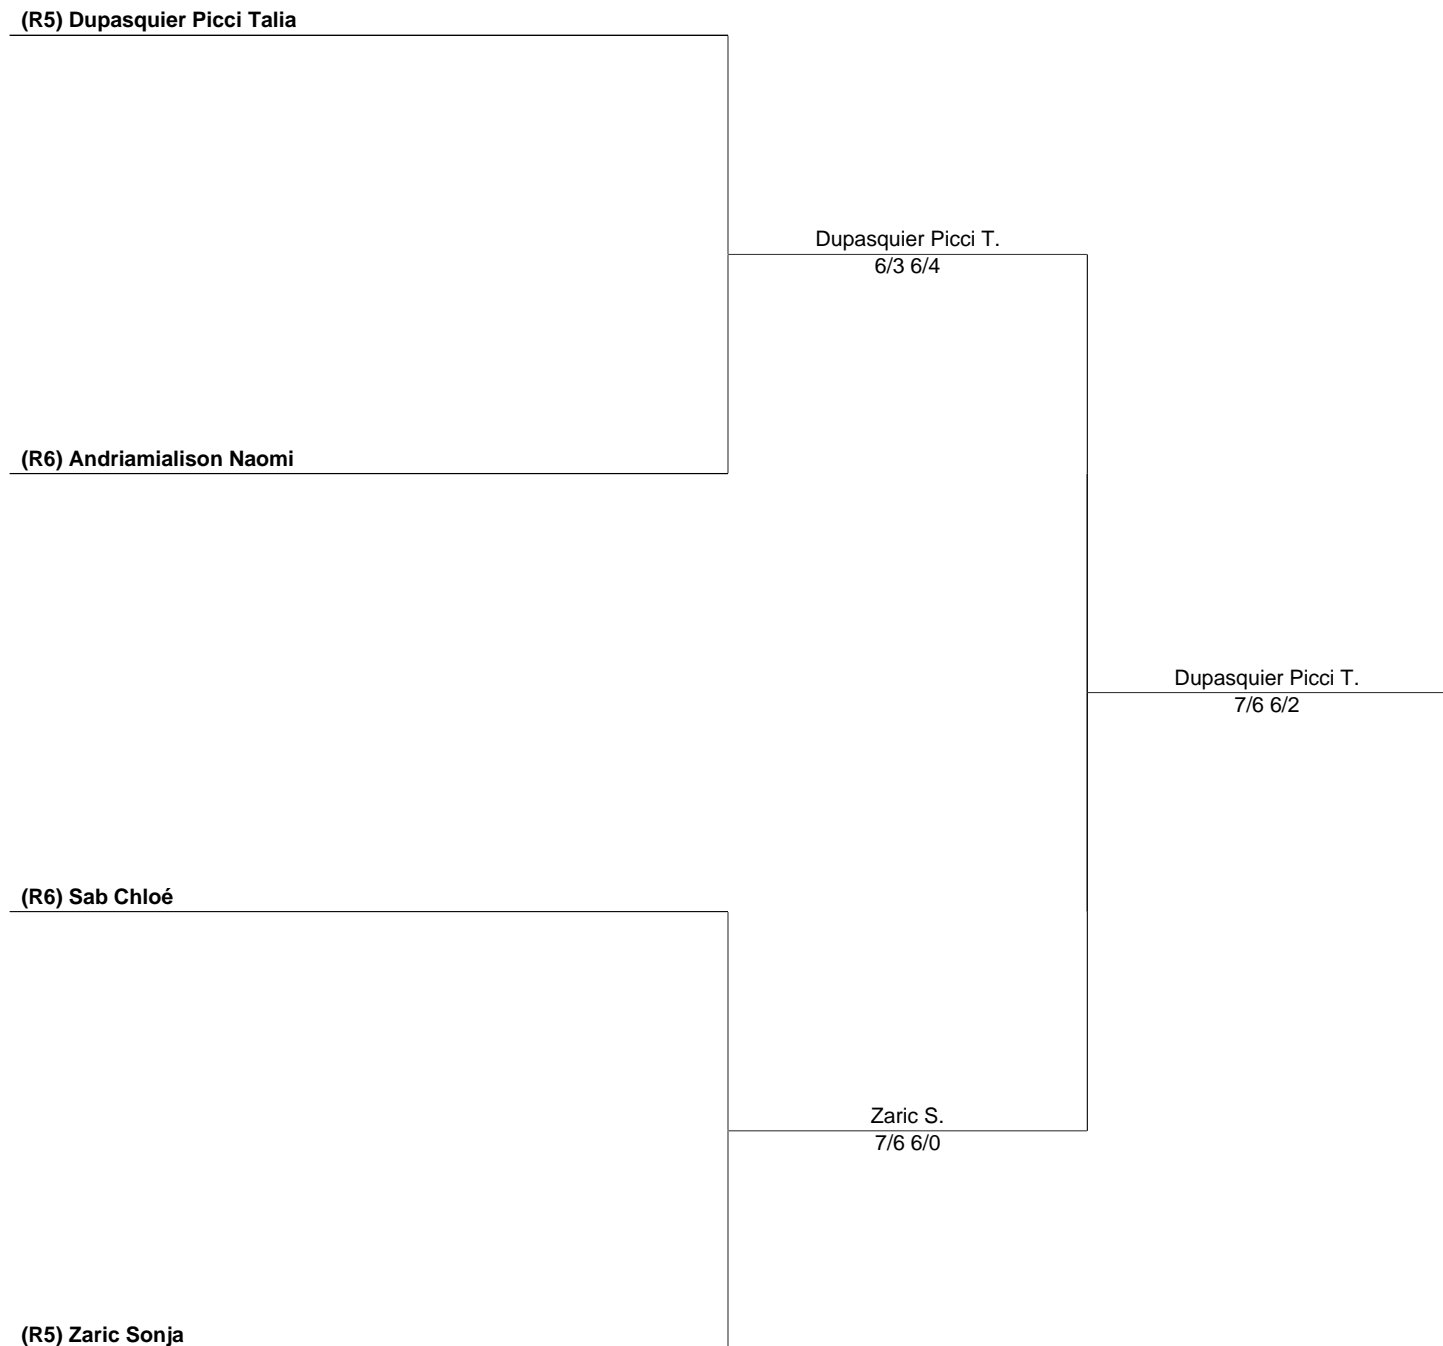 (R5) Dupasquier Picci Talia
Dupasquier Picci T.
6/3 6/4
(R6) Andriamialison Naomi
Dupasquier Picci T.
7/6 6/2
(R6) Sab Chloé
Zaric S.
7/6 6/0
(R5) Zaric Sonja